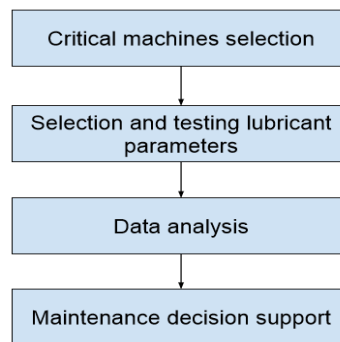 Critical machines selection
Selection and testing lubricant
parameters
Data analysis
Maintenance decision support